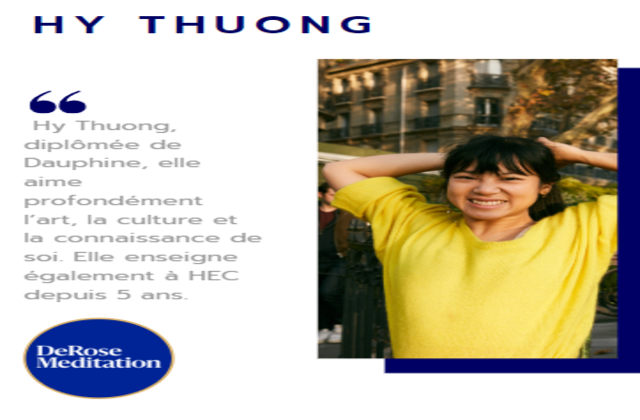 HY THUONG
“
Hy Thuong,
diplômée de
Dauphine, elle
aime
profondément
l'art, la culture et
la connaissance de
soi. Elle enseigne
également à HEC
depuis 5 ans.
DeRose
Meditation